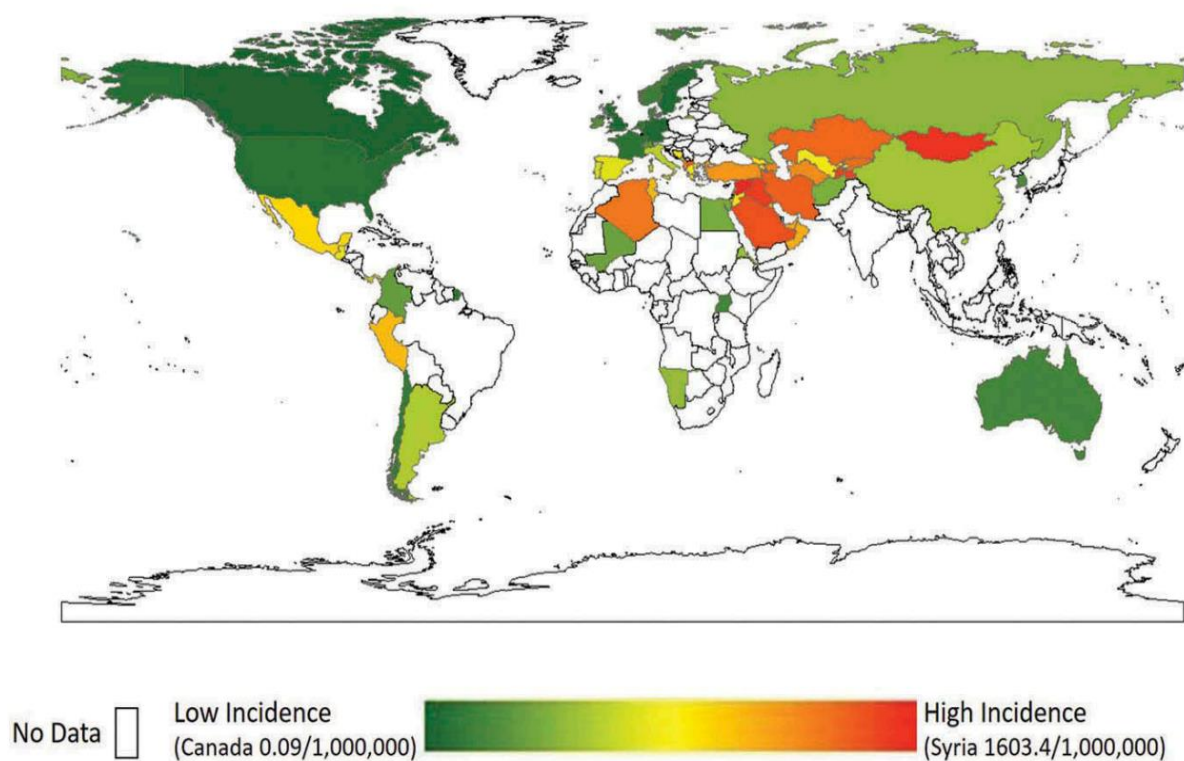 No Data
Low Incidence
(Canada 0.09/1,000,000)
High Incidence
(Syria 1603.4/1,000,000)